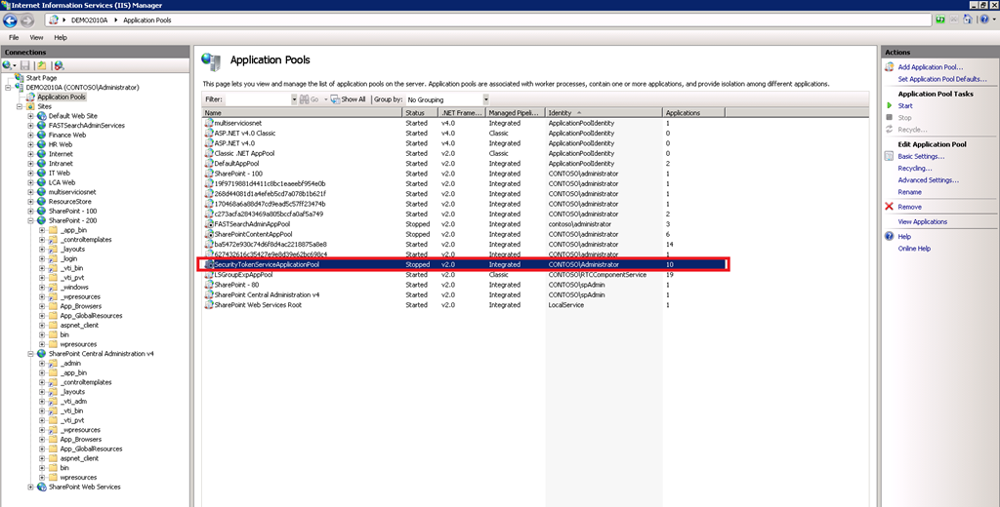 Internet Information Services (IIS) Manager
DEMO2010A Application Pools
File View Help
Connections
Start Page
DEMO2010A (CONTOSO\Administrator)
Application Pools
Sites
Default Web Site
FASTSearchAdminServices
Finance Web
HR Web
Internet
Intranet
IT Web
LCA Web
multiserviciosnet
ResourceStore
SharePoint - 100
SharePoint - 200
_app_bin
_controltemplates
_layouts
_login
_vti_bin
_vti_pvt
_windows
_wpresources
App_Browsers
App_GlobalResources
aspnet_client
bin
wpresources
SharePoint Central Administration v4
_admin
_app_bin
_controltemplates
_layouts
_vti_adm
_vti_bin
_vti_pvt
_wpresources
App_Browsers
App_GlobalResources
aspnet_client
bin
wpresources
SharePoint Web Services
Application Pools
This page lets you view and manage the list of application pools on the server. Application pools are associated with worker processes, contain one or more applications, and provide isolation among different applications.
Filter: Go Show All Group by: No Grouping
Name Status .NET Frame... Managed Pipeli... Identity Applications
multiserviciosnet Started v4.0 Integrated ApplicationPoolIdentity 1
ASP.NET v4.0 Classic Started v4.0 Classic ApplicationPoolIdentity 0
ASP.NET v4.0 Started v4.0 Integrated ApplicationPoolIdentity 0
Classic .NET AppPool Started v2.0 Classic ApplicationPoolIdentity 0
DefaultAppPool Started v2.0 Integrated ApplicationPoolIdentity 2
SharePoint - 100 Started v2.0 Integrated CONTOSO\administrator 1
19f9719881d4411c8bc1eaeebf954e0b Started v2.0 Integrated CONTOSO\administrator 1
268d44081d1a4efeb5cd7a078b1b621f Started v2.0 Integrated CONTOSO\administrator 1
170468a6a88d47cd9ead5c57ff23474b Started v2.0 Integrated CONTOSO\administrator 1
c273acfa2843469a805bccfa0af5a749 Started v2.0 Integrated CONTOSO\administrator 2
FASTSearchAdminAppPool Stopped v2.0 Integrated contoso\administrator 3
SharePointContentAppPool Stopped v2.0 Integrated CONTOSO\administrator 6
ba5472e930c74d6f8d4ac2218875a8e8 Started v2.0 Integrated CONTOSO\administrator 14
627432616c35427e9e8d39e62bc698c4 Started v2.0 Integrated CONTOSO\administrator 1
SecurityTokenServiceApplicationPool Stopped v2.0 Integrated CONTOSO\Administrator 10
LSGroupExpAppPool Started v2.0 Classic CONTOSO\RTCComponentService 19
SharePoint - 80 Started v2.0 Integrated CONTOSO\spAdmin 1
SharePoint Central Administration v4 Started v2.0 Integrated CONTOSO\spAdmin 1
SharePoint Web Services Root Started v2.0 Integrated LocalService 1
Actions
Add Application Pool...
Set Application Pool Defaults...
Application Pool Tasks
Start
Stop
Recycle...
Edit Application Pool
Basic Settings...
Recycling...
Advanced Settings...
Rename
Remove
View Applications
Help
Online Help